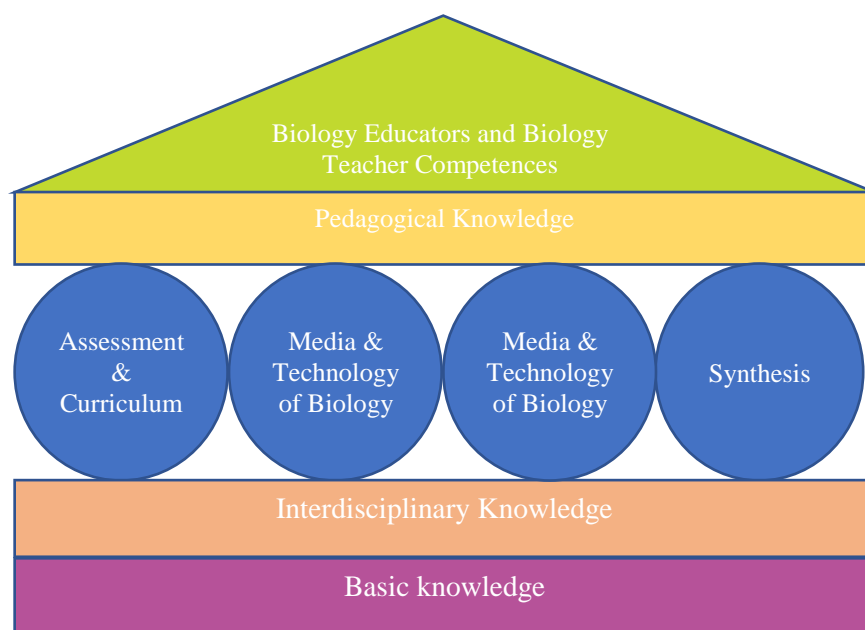 Biology Educators and Biology
Teacher Competences
Pedagogical Knowledge
Assessment
&
Curriculum
Media &
Technology
of Biology
Media &
Technology
of Biology
Synthesis
Interdisciplinary Knowledge
Basic knowledge